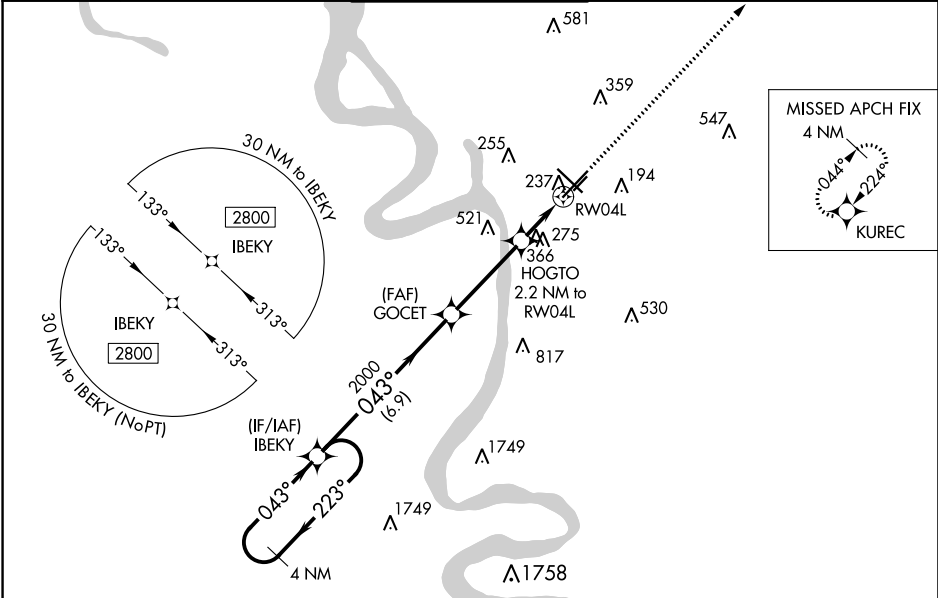 581
359
547
255
237
194
RW04L
521
275
366
HOGTO
2.2 NM to
RW04L
MISSED APCH FIX
4 NM
044°
224°
KUREC
30 NM to IBEKY
133°
2800
IBEKY
313°
133°
IBEKY
2800
313°
30 NM to IBEKY (NoPT)
(FAF)
GOCET
530
817
2000
043°
(6.9)
(IF/IAF)
IBEKY
1749
043°
223°
1749
4 NM
1758